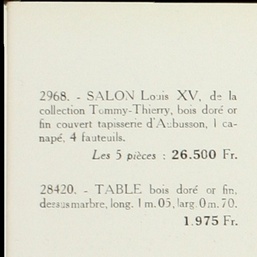 2968. - SALON Louis XV, de la
collection Tommy-Thierry, bois doré or
fin couvert tapisserie d'Aubusson, 1 ca-
napé, 4 fauteuils.
Les 5 pièces : 26.500 Fr.
28420. - TABLE bois doré or fin,
dessus marbre, long. 1 m. 05, larg. 0 m. 70.
1.975 Fr.